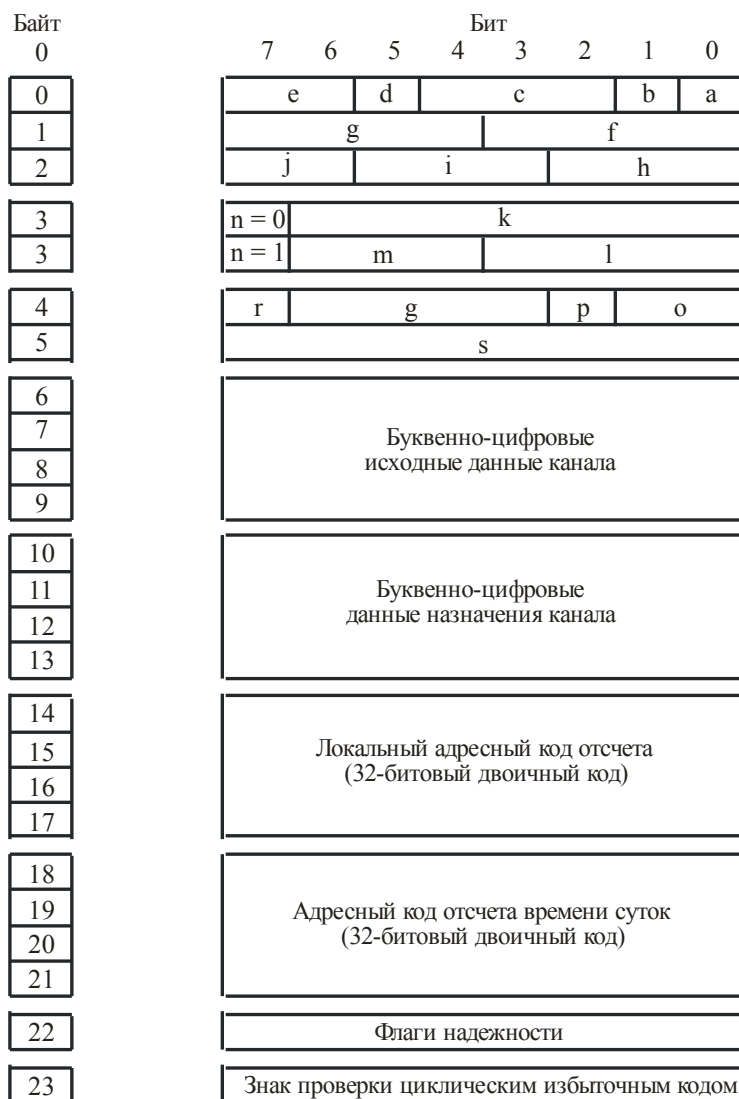 Байт Бит
0 7 6 5 4 3 2 1 0
0 e d c b a
1 g f
2 j i h
3 n = 0 k
3 n = 1 m l
4 r g p o
5 s
6
7 Буквенно-цифровые
8 исходные данные канала
9
10
11 Буквенно-цифровые
12 данные назначения канала
13
14
15 Локальный адресный код отсчета
16 (32-битовый двоичный код)
17
18
19 Адресный код отсчета времени суток
20 (32-битовый двоичный код)
21
22 Флаги надежности
23 Знак проверки циклическим избыточным кодом